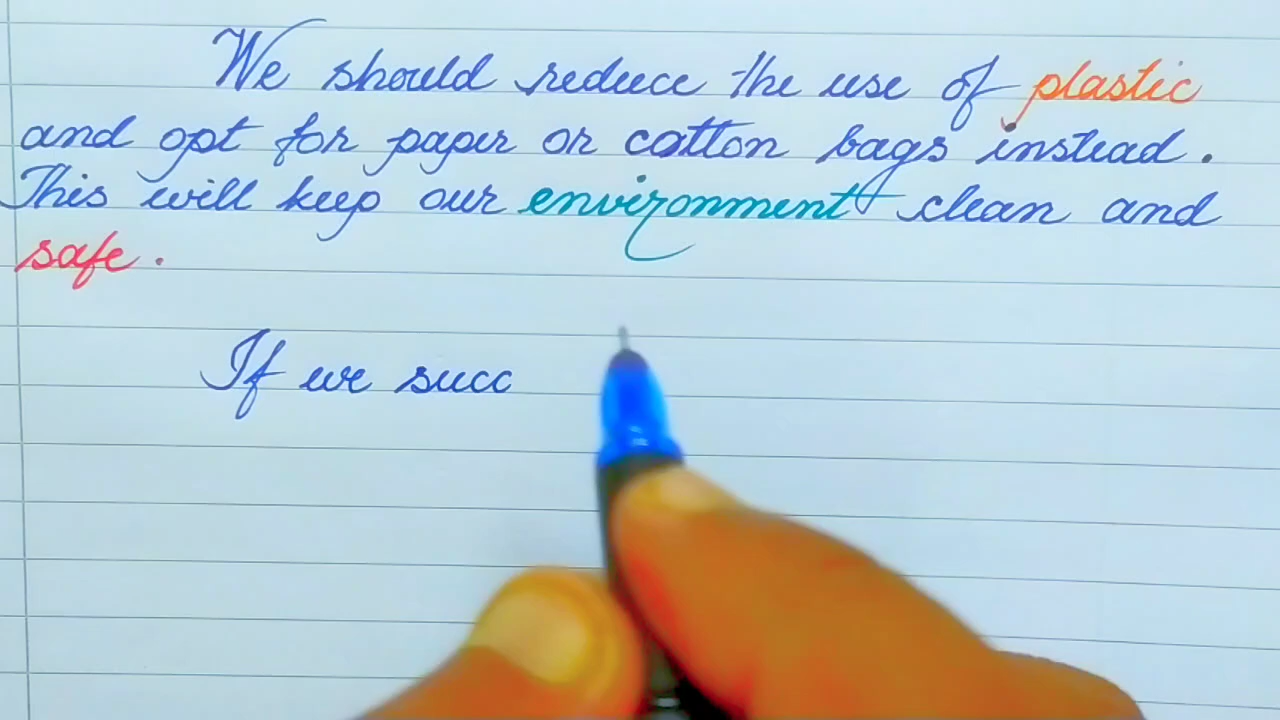 We should reduce the use of plastic
and opt for paper or cotton bags instead.
This will keep our environment clean and
safe.
If we succ